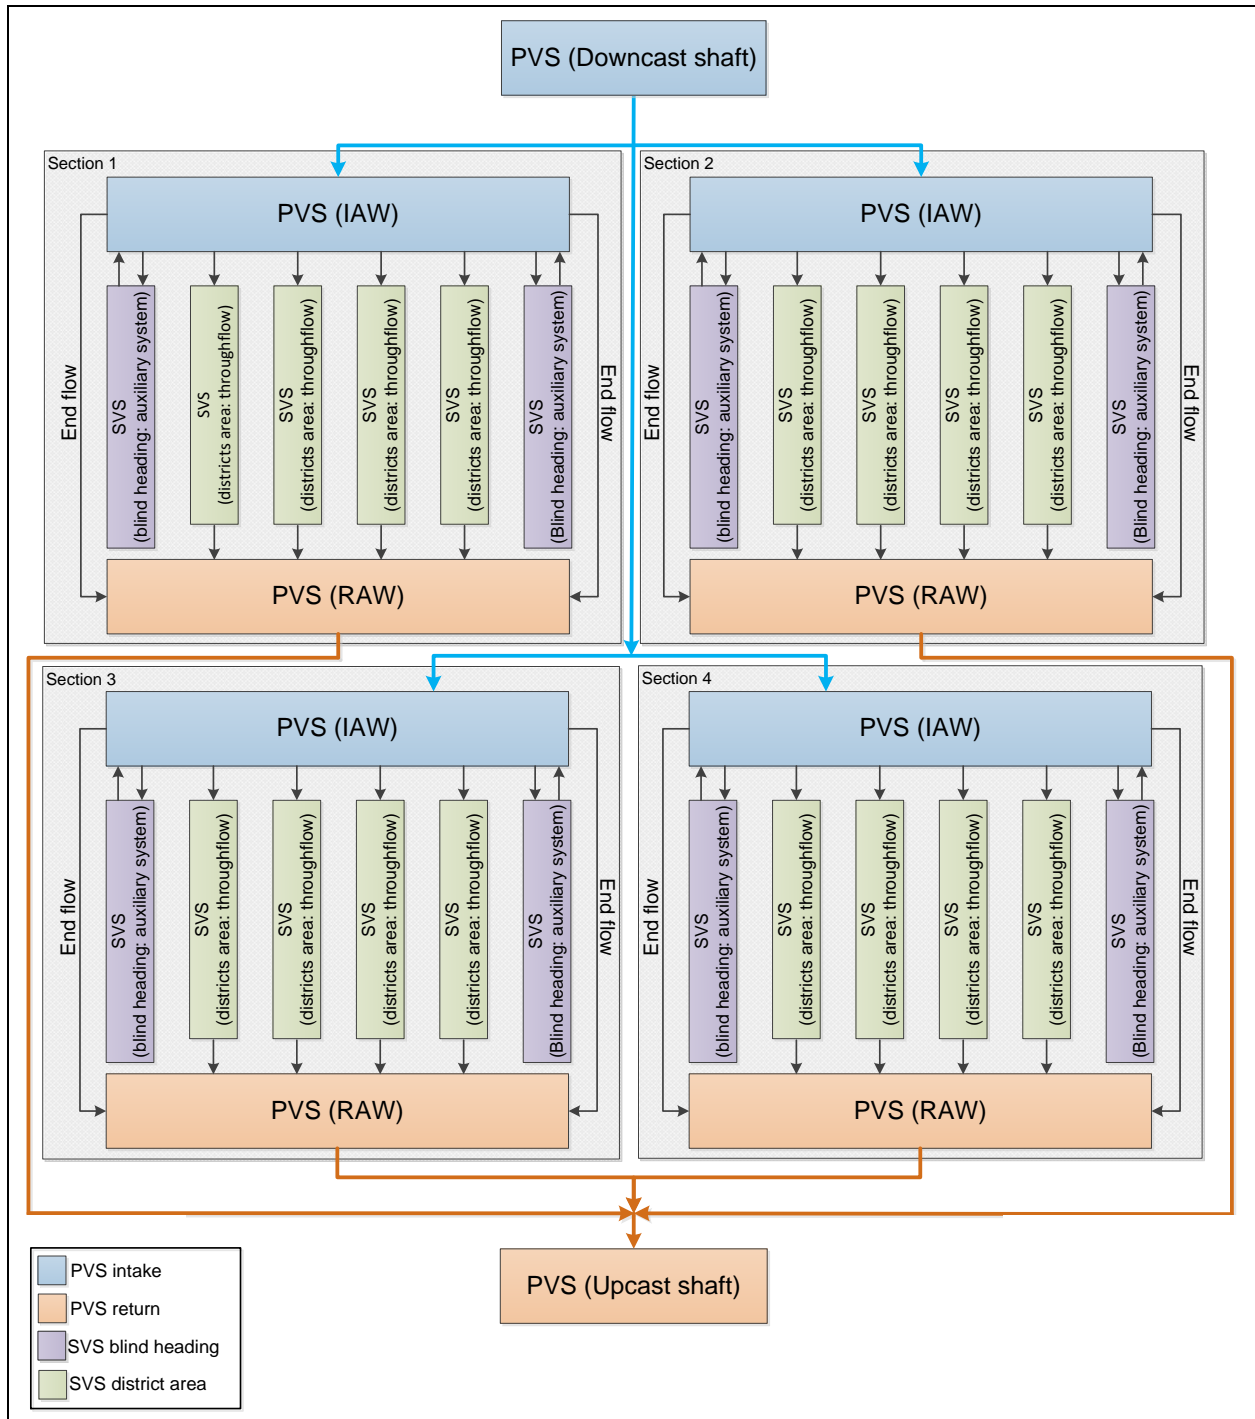 PVS (Downcast shaft)
Section 1
PVS (IAW)
End flow
SVS
(blind heading: auxiliary system)
SVS
(districts area: throughflow)
SVS
(districts area: throughflow)
SVS
(districts area: throughflow)
SVS
(districts area: throughflow)
SVS
(Blind heading: auxiliary system)
End flow
PVS (RAW)
Section 2
PVS (IAW)
End flow
SVS
(blind heading: auxiliary system)
SVS
(districts area: throughflow)
SVS
(districts area: throughflow)
SVS
(districts area: throughflow)
SVS
(districts area: throughflow)
SVS
(Blind heading: auxiliary system)
End flow
PVS (RAW)
Section 3
PVS (IAW)
End flow
SVS
(blind heading: auxiliary system)
SVS
(districts area: throughflow)
SVS
(districts area: throughflow)
SVS
(districts area: throughflow)
SVS
(districts area: throughflow)
SVS
(Blind heading: auxiliary system)
End flow
PVS (RAW)
Section 4
PVS (IAW)
End flow
SVS
(blind heading: auxiliary system)
SVS
(districts area: throughflow)
SVS
(districts area: throughflow)
SVS
(districts area: throughflow)
SVS
(districts area: throughflow)
SVS
(Blind heading: auxiliary system)
End flow
PVS (RAW)
PVS (Upcast shaft)
PVS intake
PVS return
SVS blind heading
SVS district area